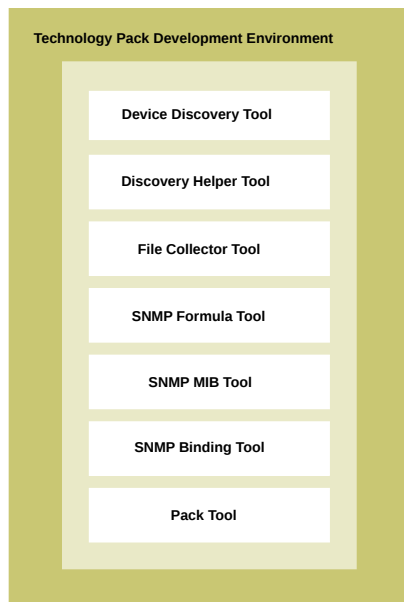 Technology Pack Development Environment
Device Discovery Tool
Discovery Helper Tool
File Collector Tool
SNMP Formula Tool
SNMP MIB Tool
SNMP Binding Tool
Pack Tool